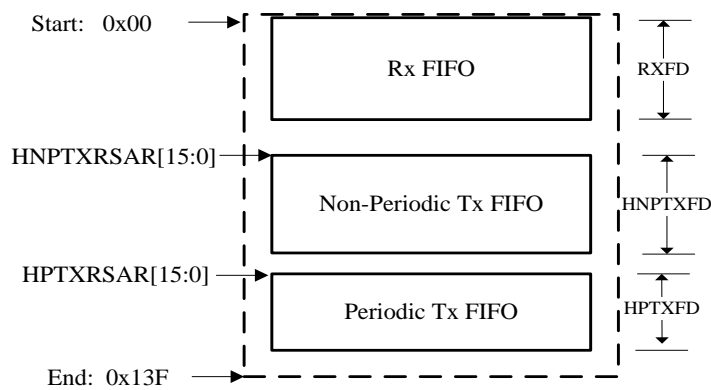 Start: 0x00
Rx FIFO
RXFD
HNPTXRSAR[15:0]
Non-Periodic Tx FIFO
HNPTXFD
HPTXRSAR[15:0]
Periodic Tx FIFO
HPTXFD
End: 0x13F